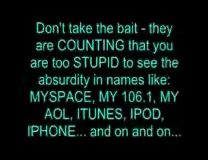 Don't take the bait - they
are COUNTING that you
are too STUPID to see the
absurdity in names like:
MYSPACE, MY 106.1, MY
AOL, ITUNES, IPOD,
IPHONE... and on and on...